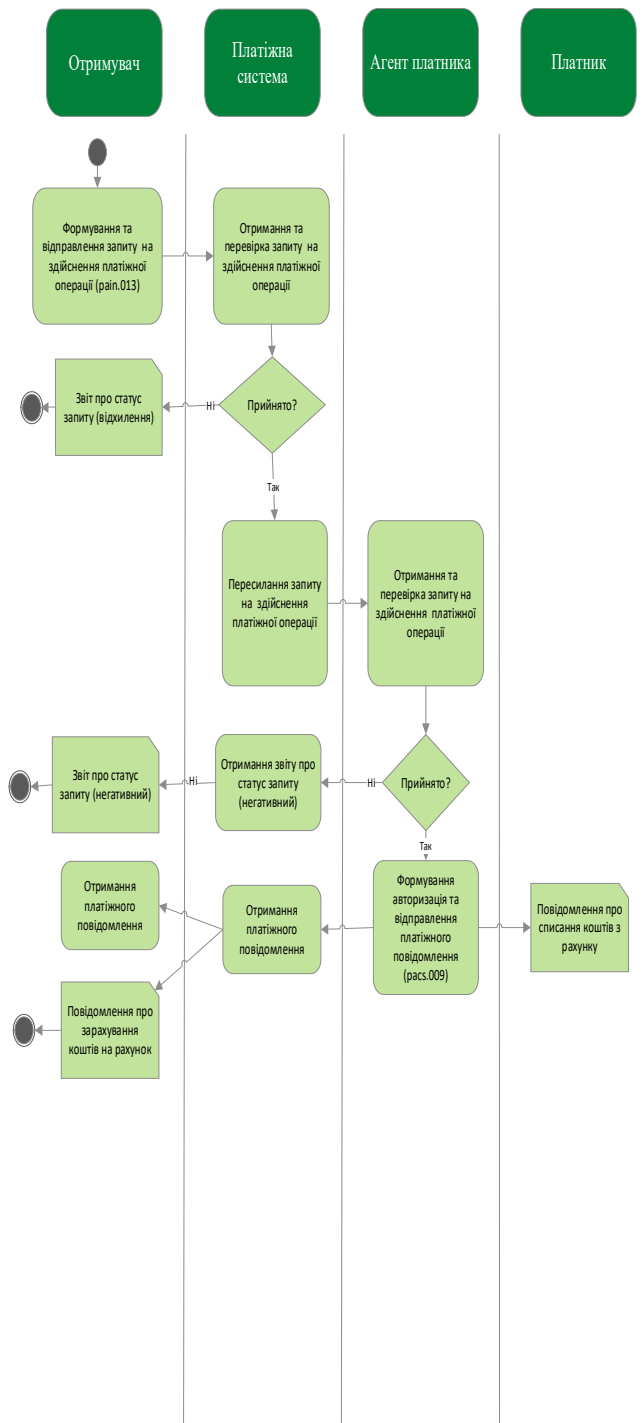 Отримувач
Платіжна
система
Агент платника
Платник
Формування та
відправлення запиту на
здійснення платіжної
операції (pain.013)
Отримання та
перевірка запиту на
здійснення платіжної
операції
Звіт про статус
запиту (відхилення)
Ні
Прийнято?
Так
Пересилання запиту
на здійснення
платіжної операції
Отримання та
перевірка запиту на
здійснення платіжної
операції
Звіт про статус
запиту (негативний)
Ні
Отримання звіту про
статус запиту
(негативний)
Ні
Прийнято?
Так
Отримання
платіжного
повідомлення
Отримання
платіжного
повідомлення
Формування
авторизація та
відправлення
платіжного
повідомлення
(pacs.009)
Повідомлення про
списання коштів з
рахунку
Повідомлення про
зарахування
коштів на рахунок